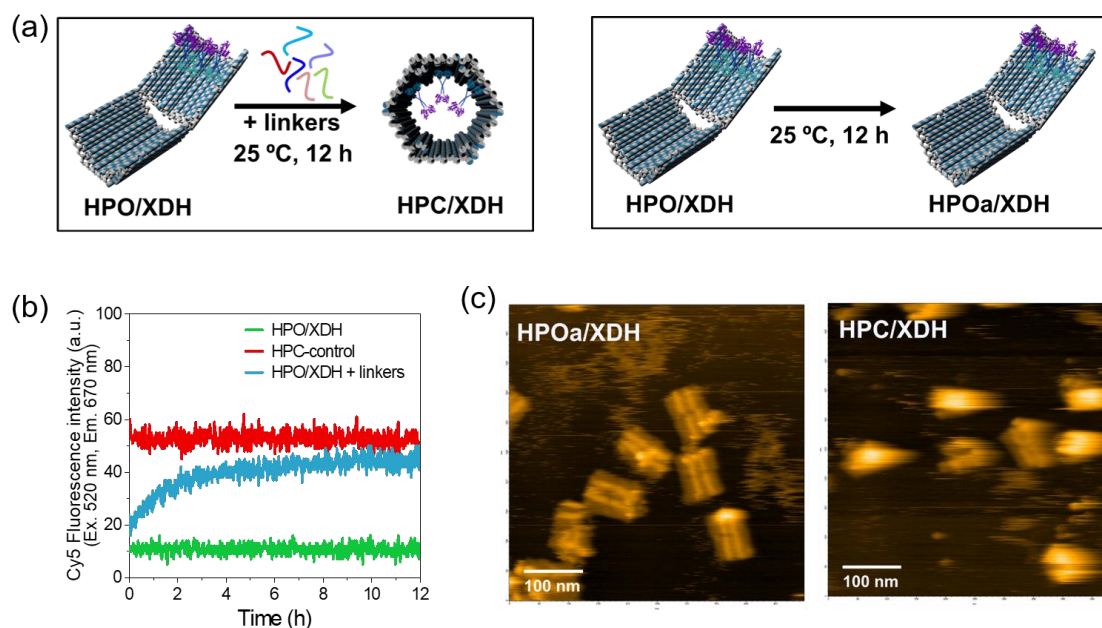 (a)
+ linkers
25 ºC, 12 h
HPO/XDH
HPC/XDH
25 ºC, 12 h
HPO/XDH
HPOa/XDH
(b)
Cy5 Fluorescence intensity (a.u.)
(Ex. 520 nm, Em. 670 nm)
100
80
60
40
20
0
HPO/XDH
HPC-control
HPO/XDH + linkers
0 2 4 6 8 10 12
Time (h)
(c)
HPOa/XDH
100 nm
HPC/XDH
100 nm